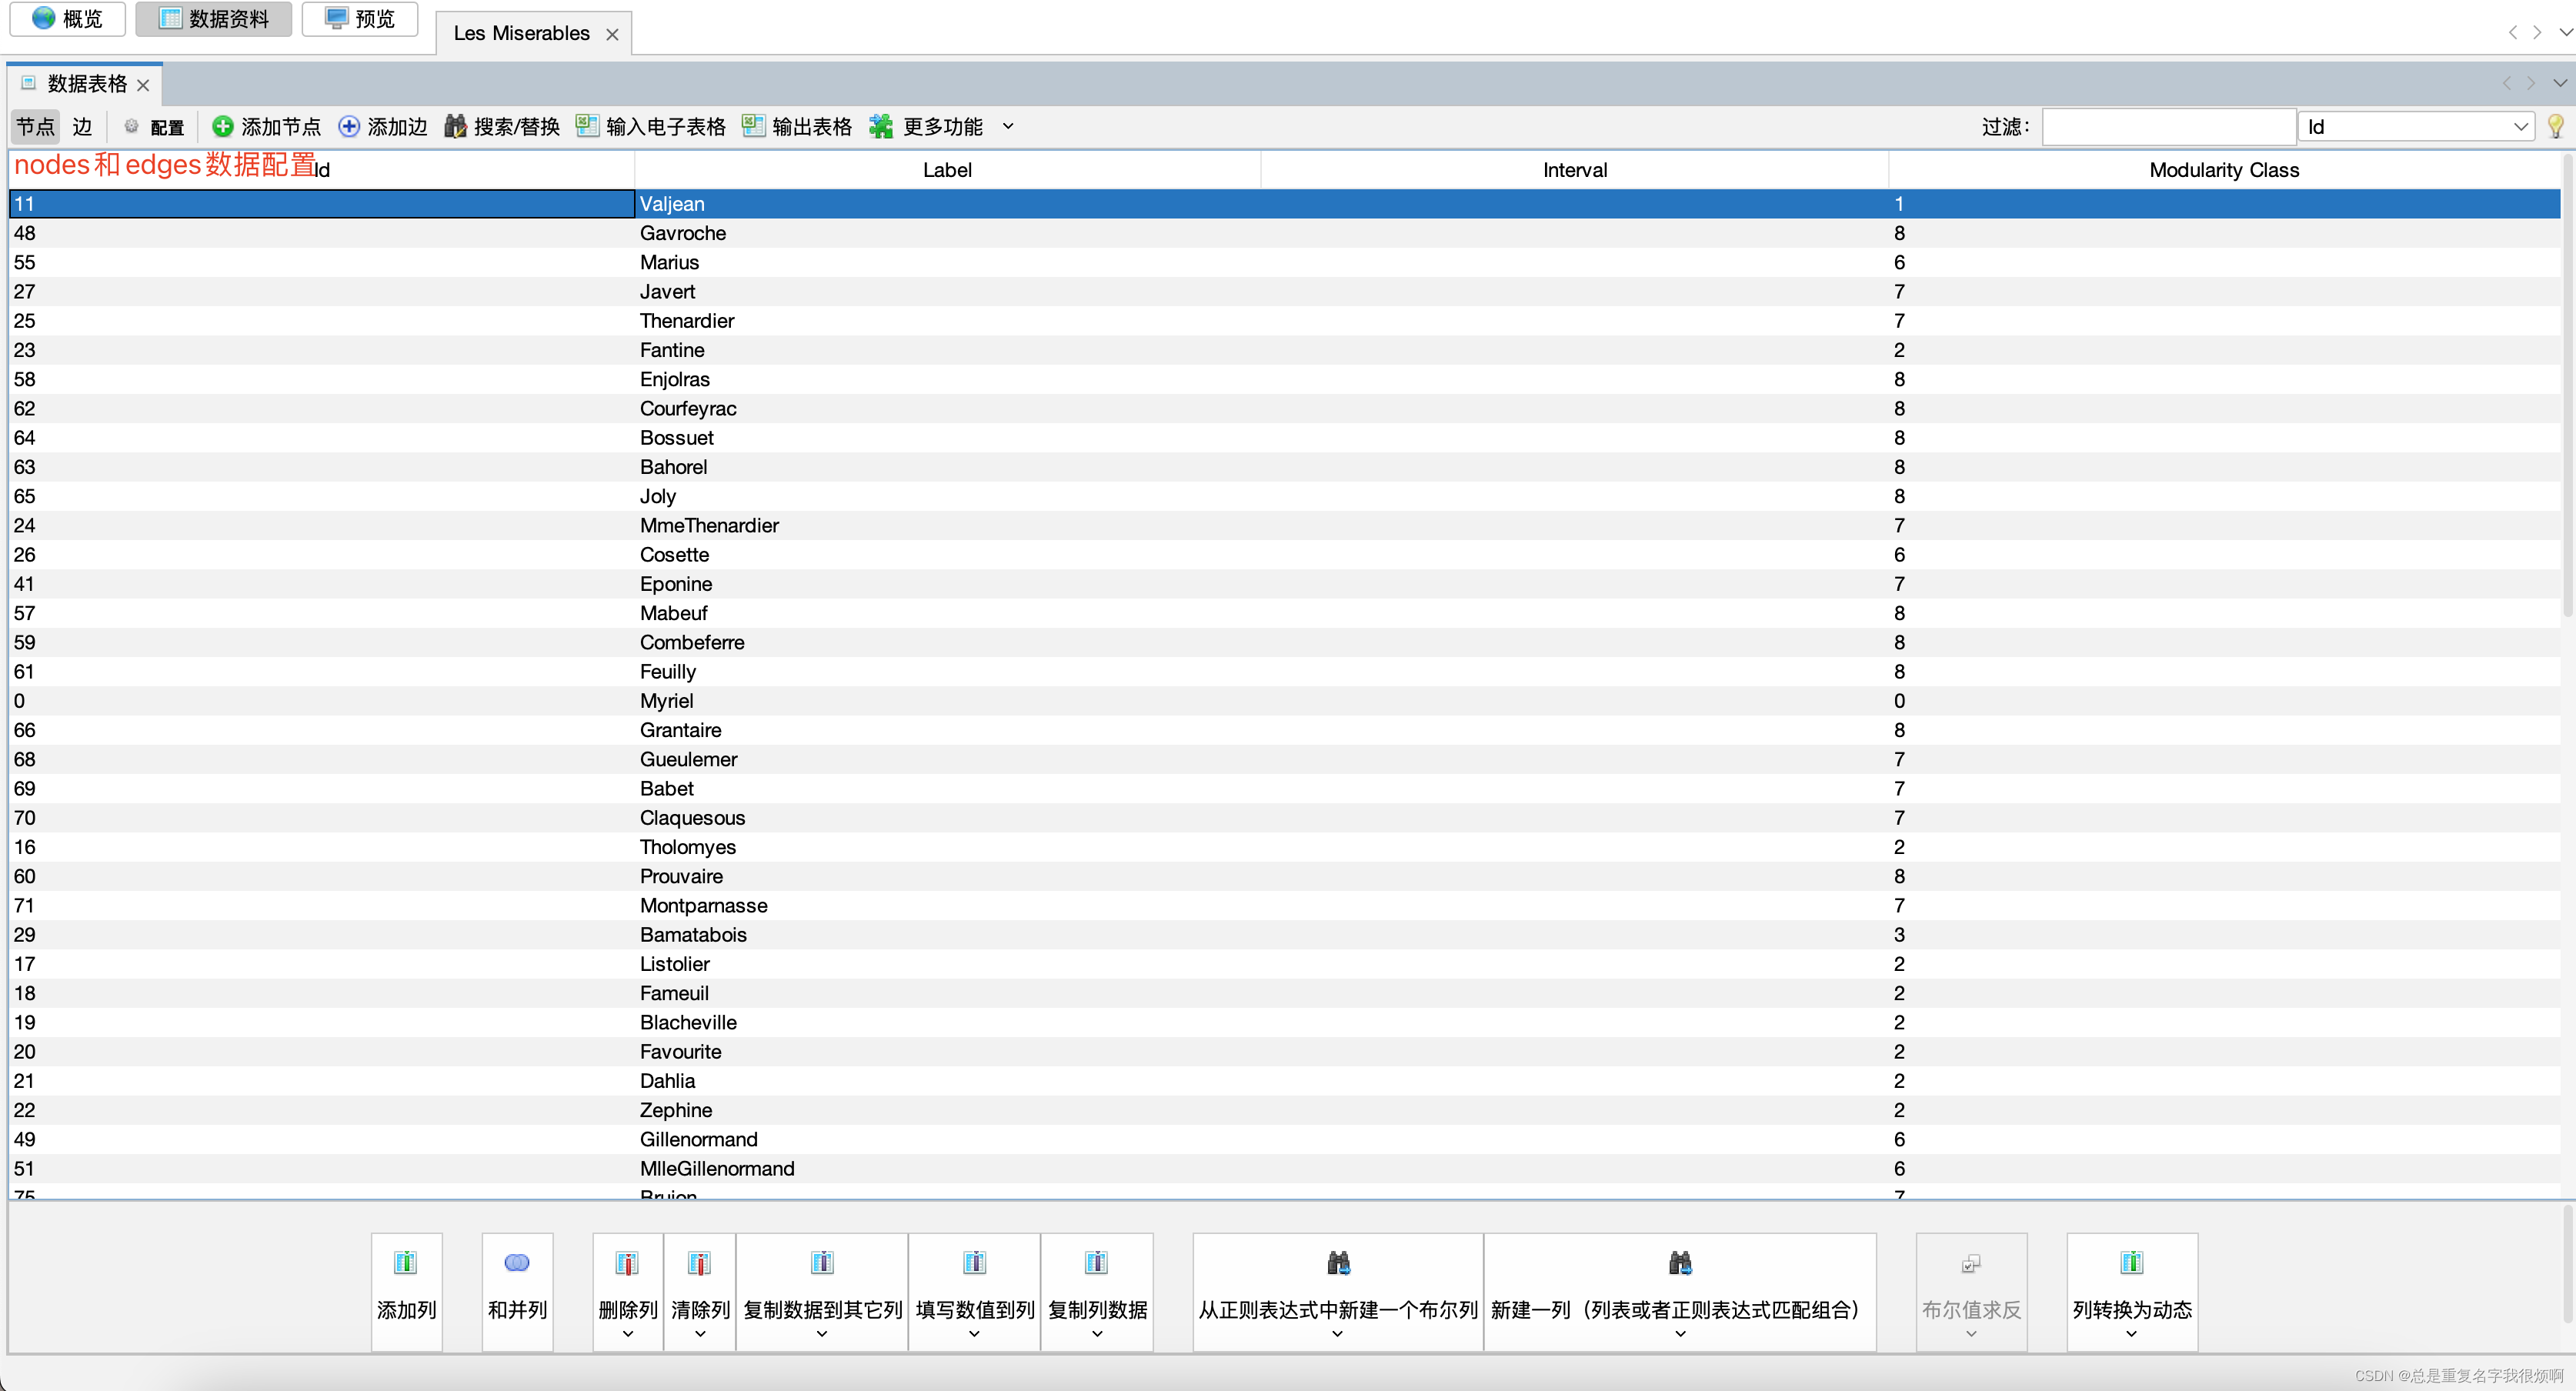 概览 数据资料 预览 Les Miserables
数据表格
节点 边 配置 添加节点 添加边 搜索/替换 输入电子表格 输出表格 更多功能 过滤： Id
nodes和edges数据配置 Id Label Interval Modularity Class
11 Valjean 1
48 Gavroche 8
55 Marius 6
27 Javert 7
25 Thenardier 7
23 Fantine 2
58 Enjolras 8
62 Courfeyrac 8
64 Bossuet 8
63 Bahorel 8
65 Joly 8
24 MmeThenardier 7
26 Cosette 6
41 Eponine 7
57 Mabeuf 8
59 Combeferre 8
61 Feuilly 8
0 Myriel 0
66 Grantaire 8
68 Gueulemer 7
69 Babet 7
70 Claquesous 7
16 Tholomyes 2
60 Prouvaire 8
71 Montparnasse 7
29 Bamatabois 3
17 Listolier 2
18 Fameuil 2
19 Blacheville 2
20 Favourite 2
21 Dahlia 2
22 Zephine 2
49 Gillenormand 6
51 MlleGillenormand 6
75 Brujon 7
添加列 和并列 删除列 清除列 复制数据到其它列 填写数值到列 复制列数据 从正则表达式中新建一个布尔列 新建一列（列表或者正则表达式匹配组合） 布尔值求反 列转换为动态
CSDN @总是重复名字我很烦啊